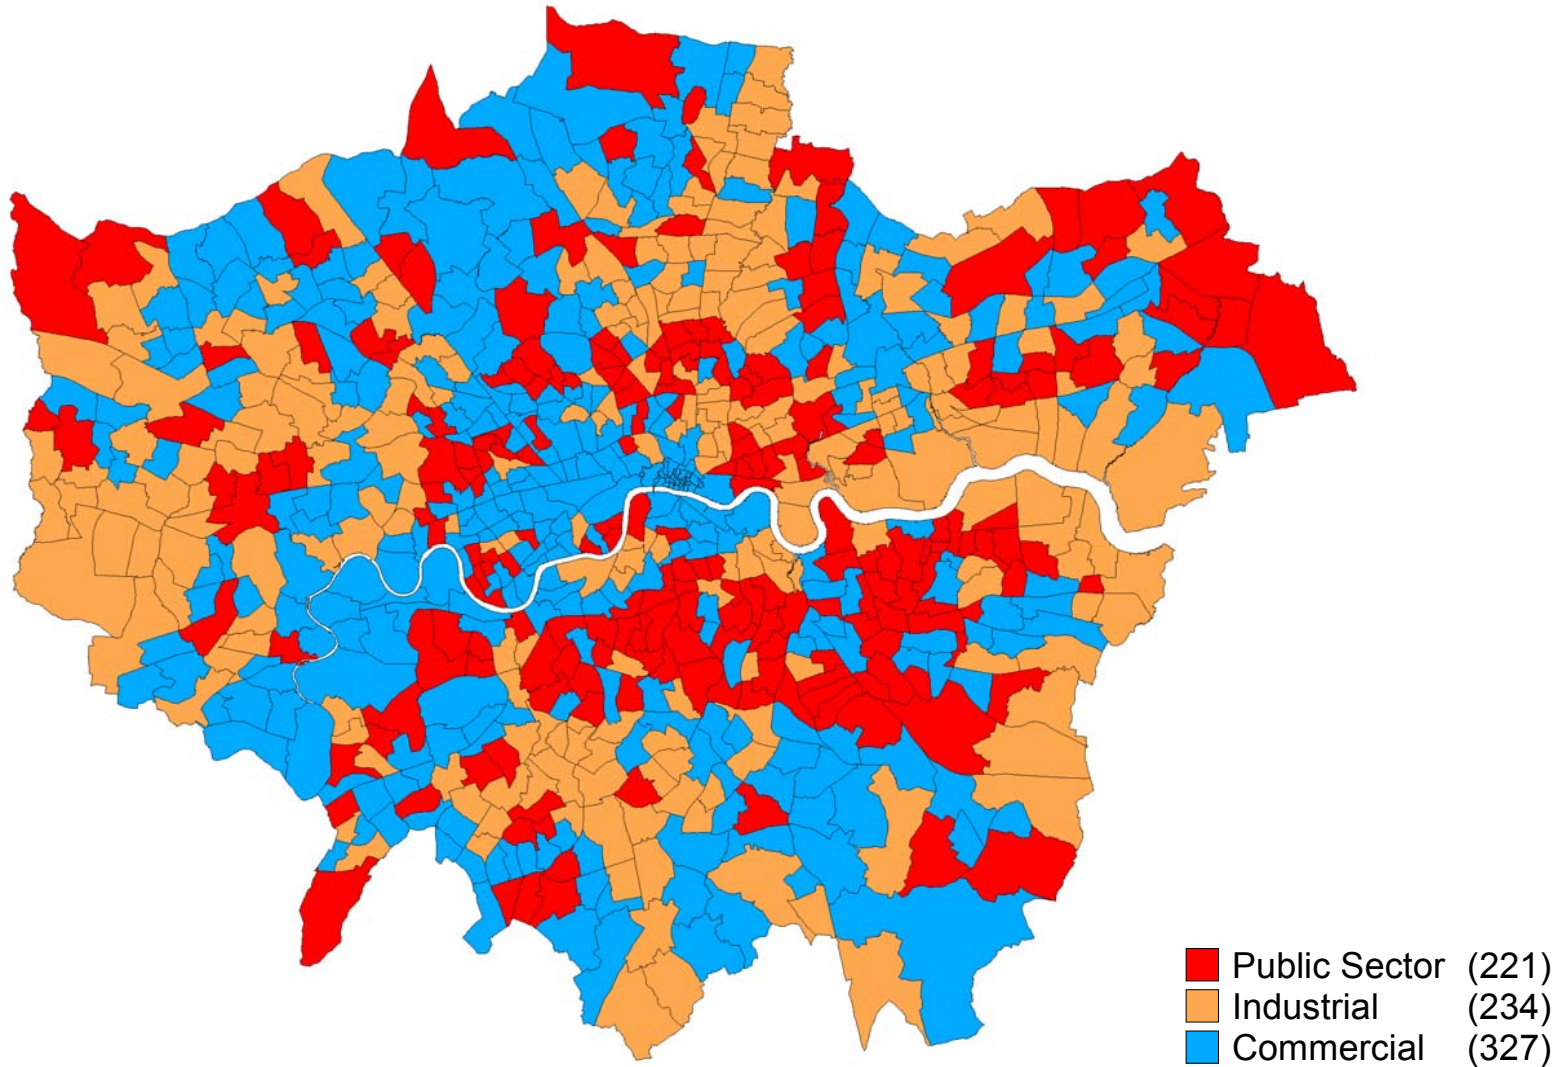 Public Sector (221)
Industrial (234)
Commercial (327)